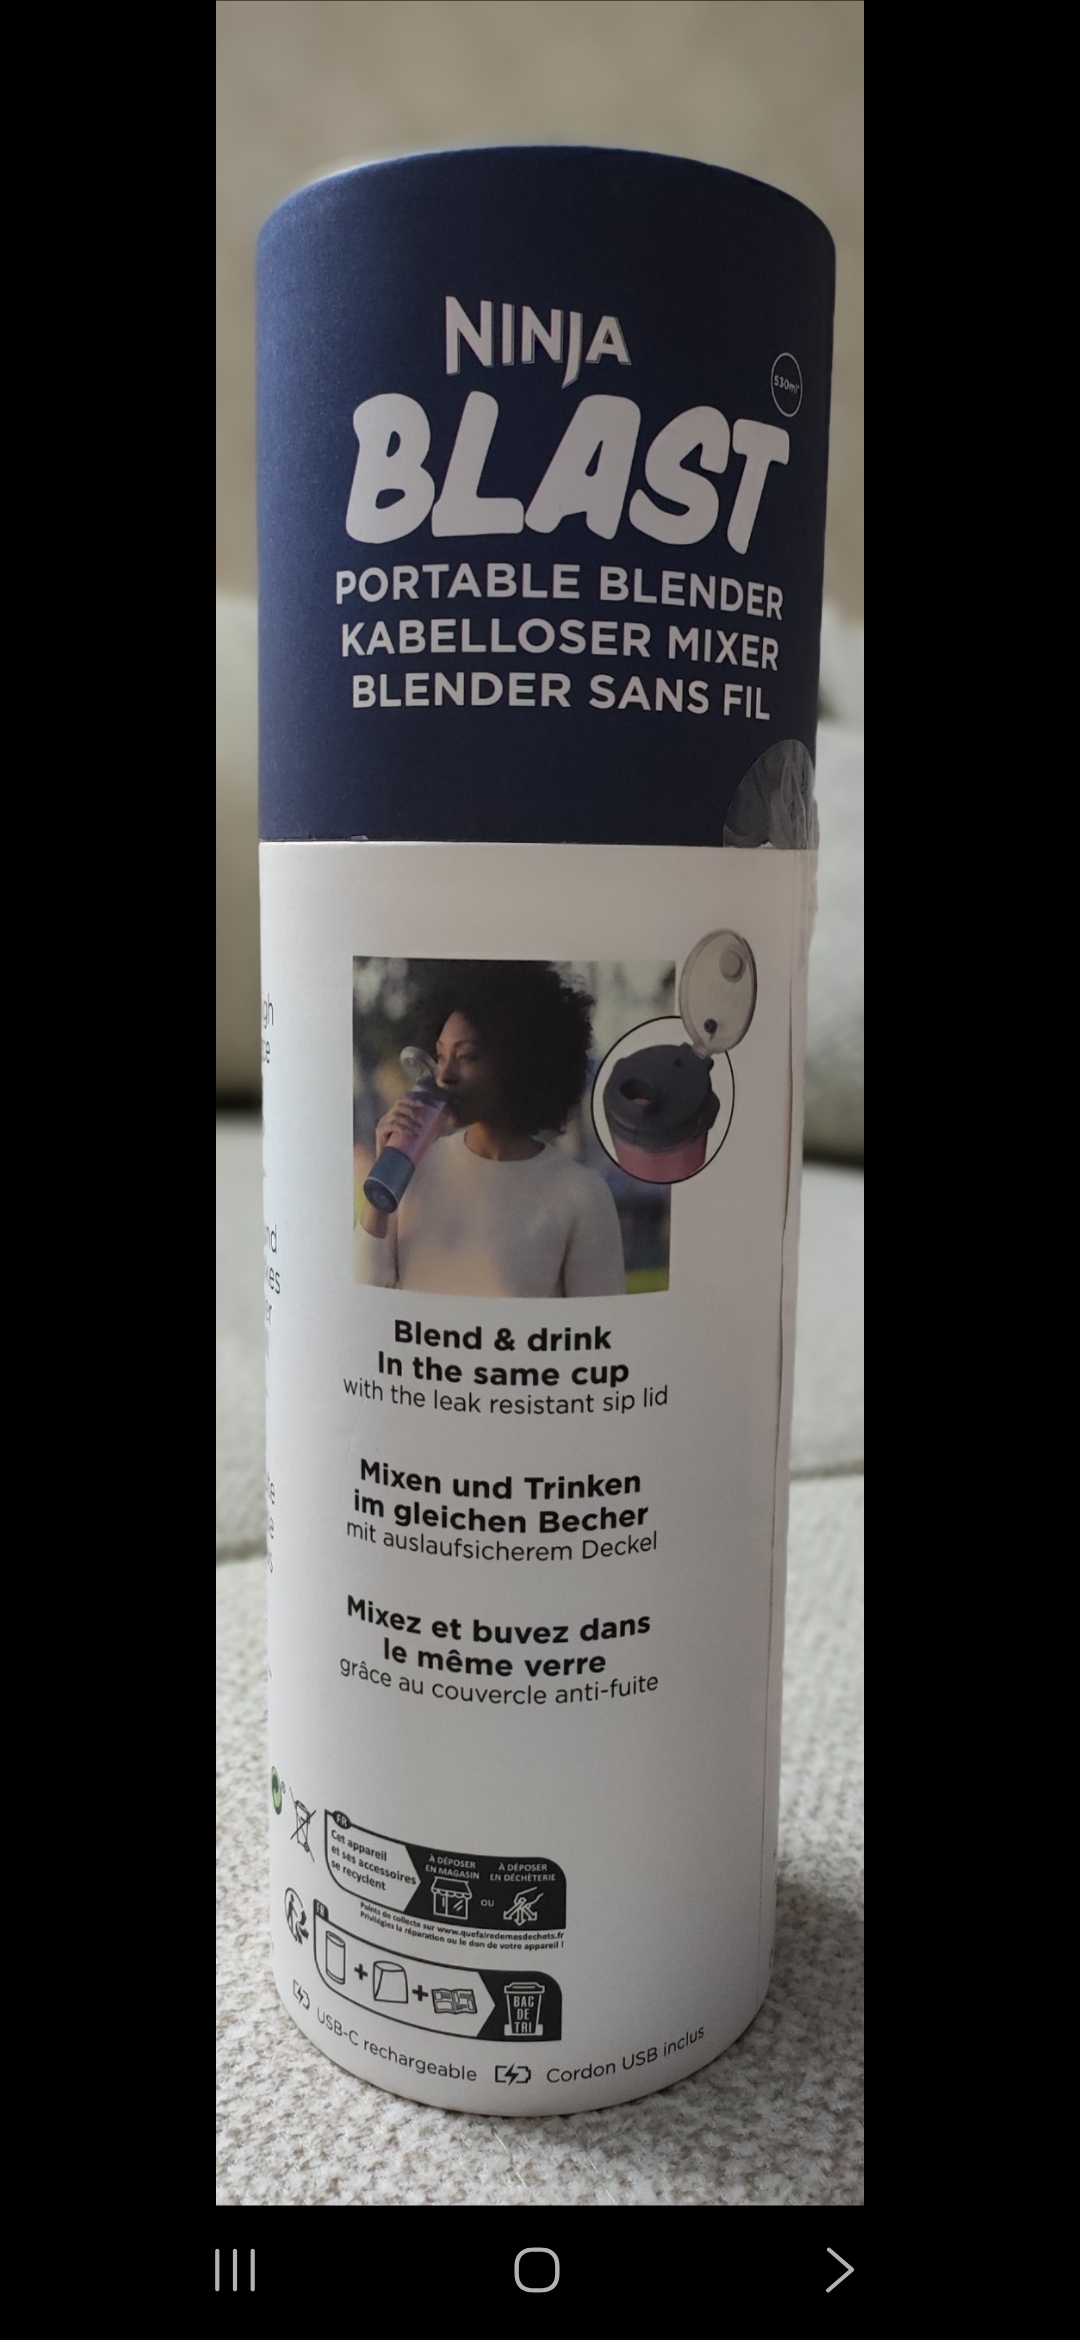 NINJA
BLAST
530ml
PORTABLE BLENDER
KABELLOSER MIXER
BLENDER SANS FIL
Blend & drink
In the same cup
with the leak resistant sip lid
Mixen und Trinken
im gleichen Becher
mit auslaufsicherem Deckel
Mixez et buvez dans
le même verre
grâce au couvercle anti-fuite
FR
Cet appareil
et ses accessoires
se recyclent
À DÉPOSER
EN MAGASIN
OU
À DÉPOSER
EN DÉCHÈTERIE
Points de collecte sur www.quefairedemesdechets.fr
Privilégiez la réparation ou le don de votre appareil !
FR
+
+
BAC
DE
TRI
USB-C rechargeable
Cordon USB inclus